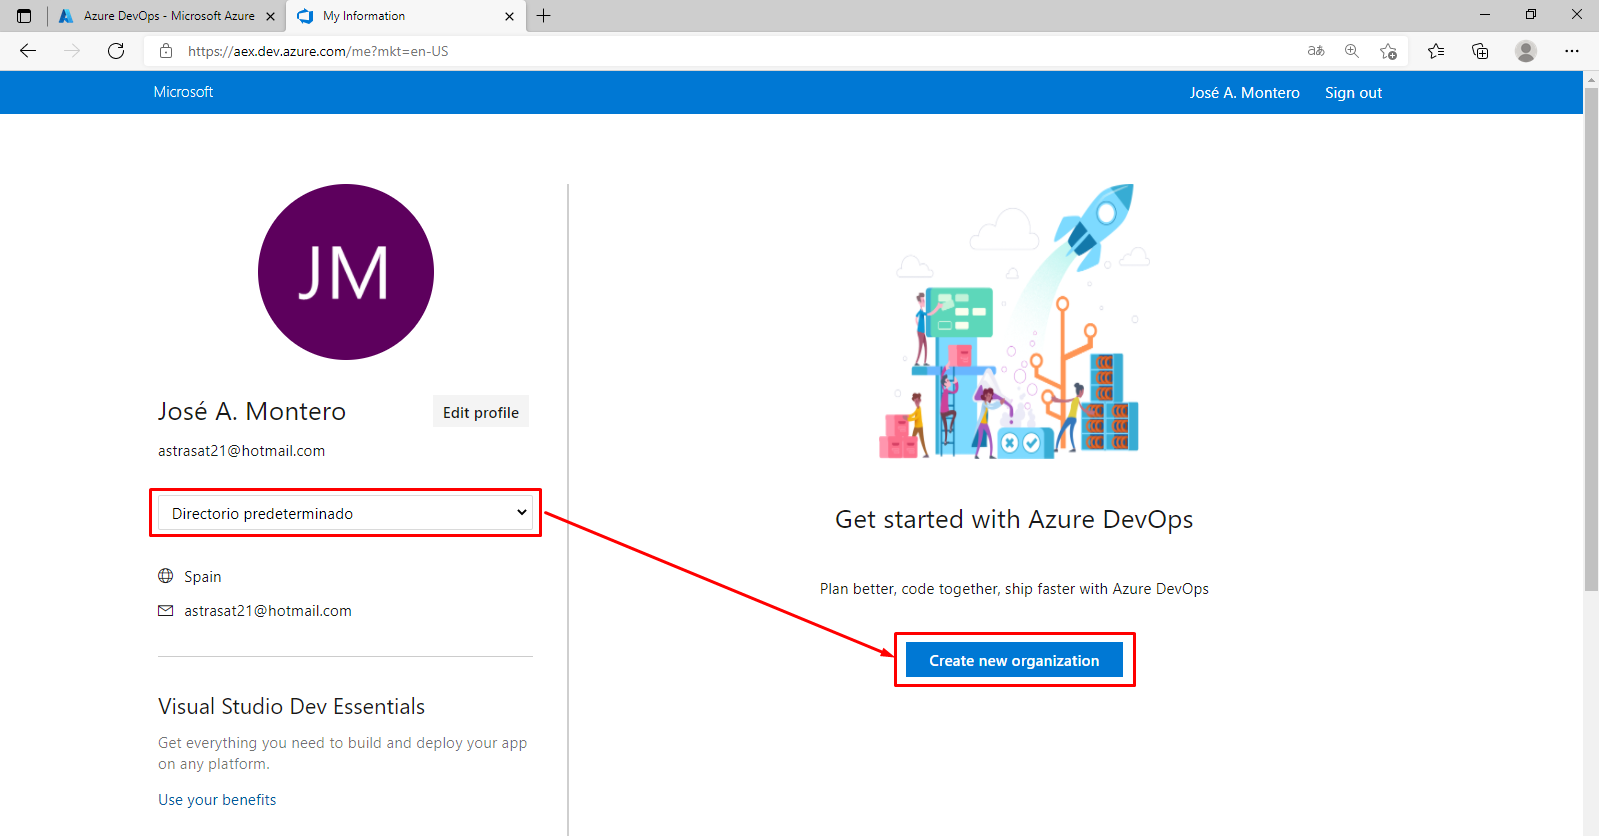 Azure DevOps - Microsoft Azure
My Information
https://aex.dev.azure.com/me?mkt=en-US
aあ
Microsoft
José A. Montero
Sign out
JM
José A. Montero
Edit profile
astrasat21@hotmail.com
Directorio predeterminado
Spain
astrasat21@hotmail.com
Visual Studio Dev Essentials
Get everything you need to build and deploy your app
on any platform.
Use your benefits
Get started with Azure DevOps
Plan better, code together, ship faster with Azure DevOps
Create new organization